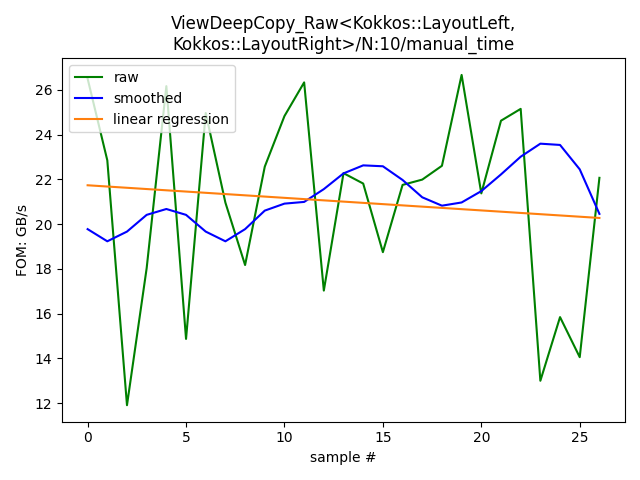 ViewDeepCopy_Raw<Kokkos::LayoutLeft,
Kokkos::LayoutRight>/N:10/manual_time
raw
smoothed
linear regression
FOM: GB/s
26
24
22
20
18
16
14
12
0
5
10
15
20
25
sample #